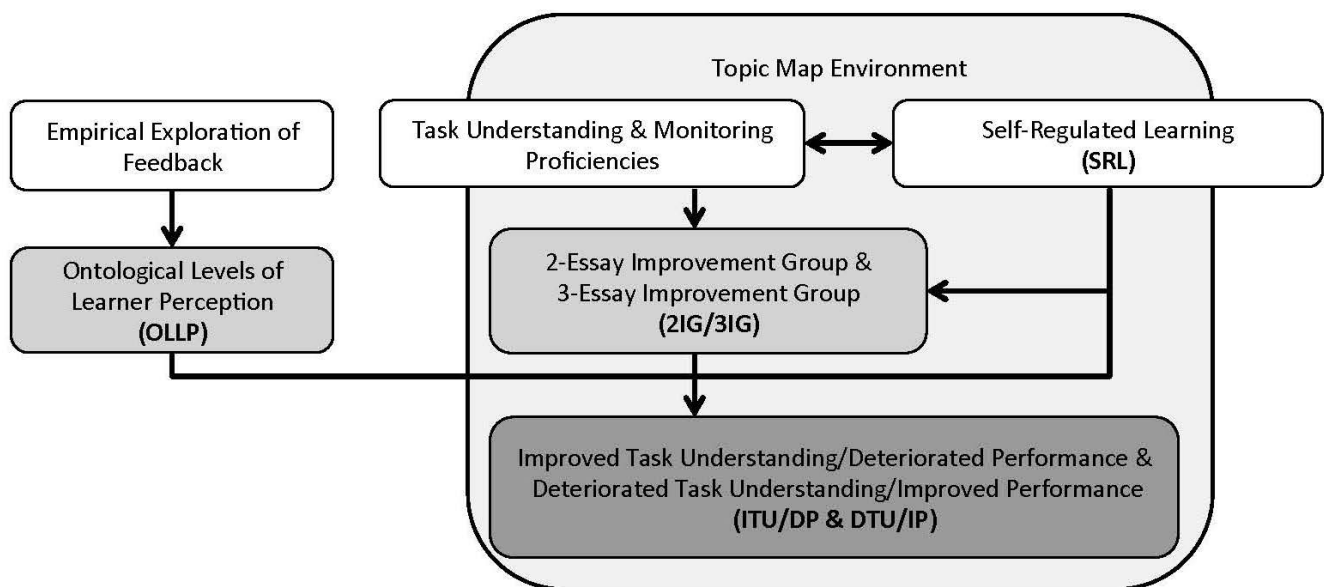 Topic Map Environment
Empirical Exploration of
Feedback
Task Understanding & Monitoring
Proficiencies
Self-Regulated Learning
(SRL)
Ontological Levels of
Learner Perception
(OLLP)
2-Essay Improvement Group &
3-Essay Improvement Group
(2IG/3IG)
Improved Task Understanding/Deteriorated Performance &
Deteriorated Task Understanding/Improved Performance
(ITU/DP & DTU/IP)